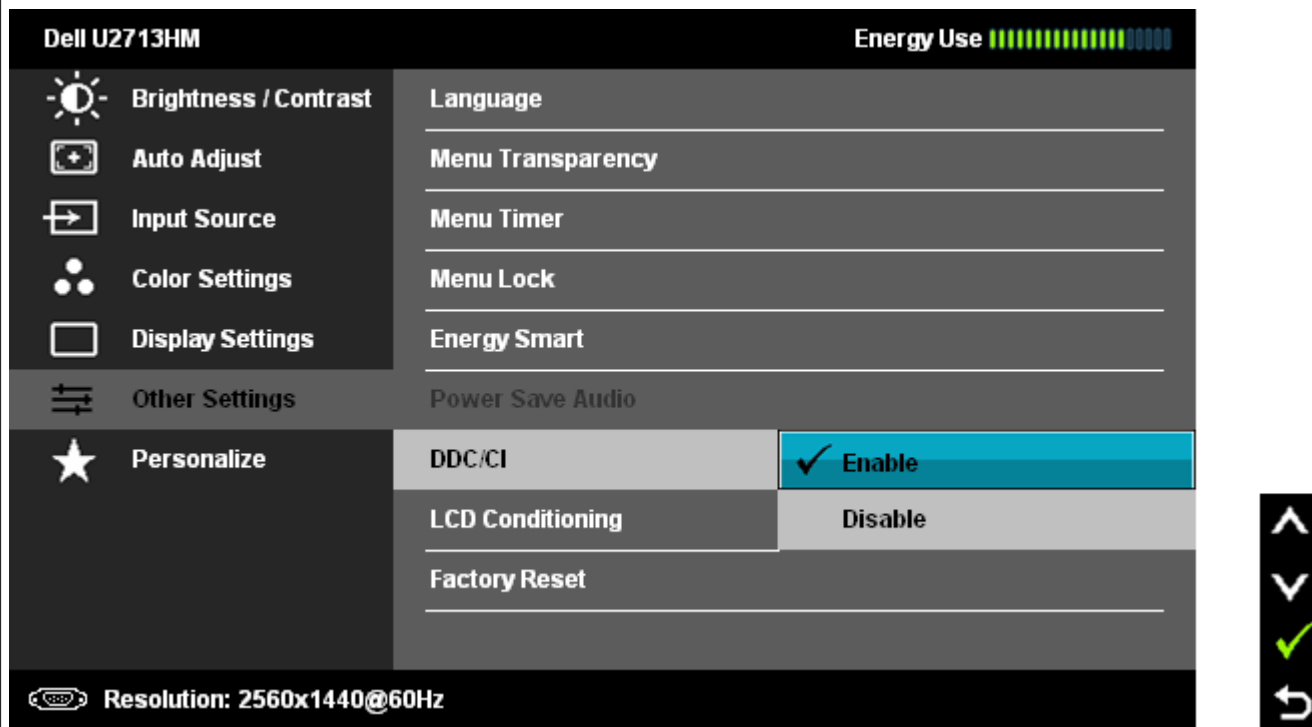 Dell U2713HM Energy Use
Brightness / Contrast Language
Auto Adjust Menu Transparency
Input Source Menu Timer
Color Settings Menu Lock
Display Settings Energy Smart
Other Settings Power Save Audio
Personalize DDC/CI Enable
LCD Conditioning Disable
Factory Reset
Resolution: 2560x1440@60Hz